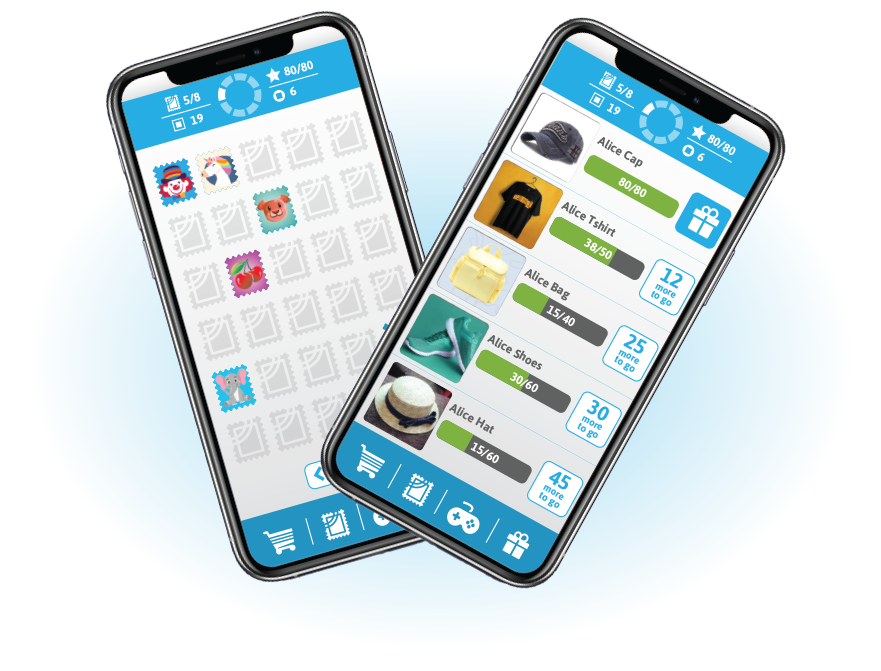 5/8
80/80
19
6
5/8
80/80
19
6
Alice Cap
80/80
Alice Tshirt
38/50
12
more
to go
Alice Bag
15/40
25
more
to go
Alice Shoes
30/60
30
more
to go
Alice Hat
15/60
45
more
to go